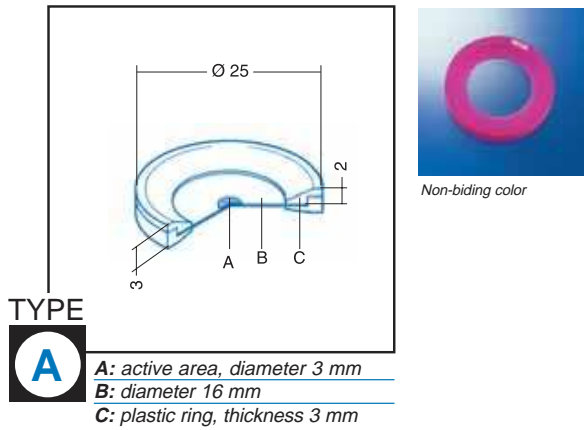 Ø 25
2
A B C
3
Non-biding color
TYPE
A
A: active area, diameter 3 mm
B: diameter 16 mm
C: plastic ring, thickness 3 mm